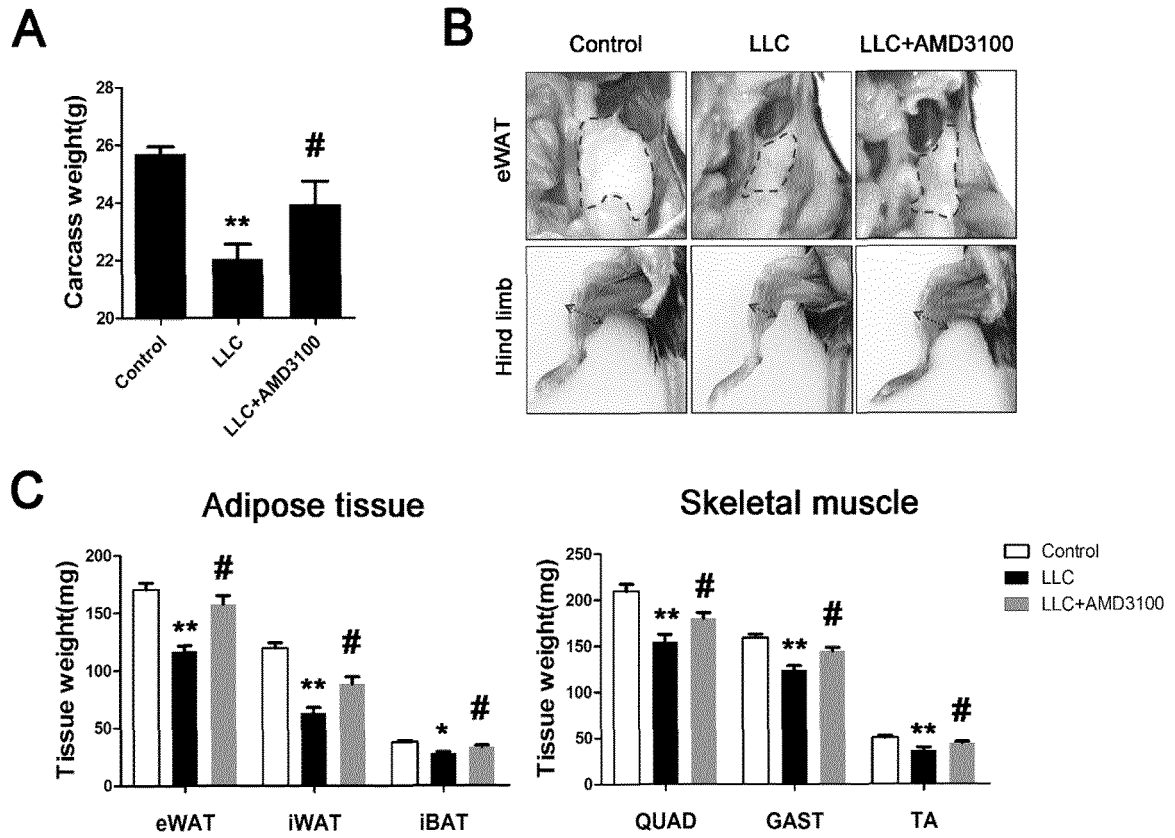 A
Carcass weight(g)
28
26
24
22
20
**
#
Control
LLC
LLC+AMD3100
B
Control LLC LLC+AMD3100
eWAT
Hind limb
C
Adipose tissue
Tissue weight(mg)
200
150
100
50
0
** # ** # * #
eWAT iWAT iBAT
Skeletal muscle
Tissue weight(mg)
250
200
150
100
50
0
** # ** # ** #
QUAD GAST TA
Control
LLC
LLC+AMD3100